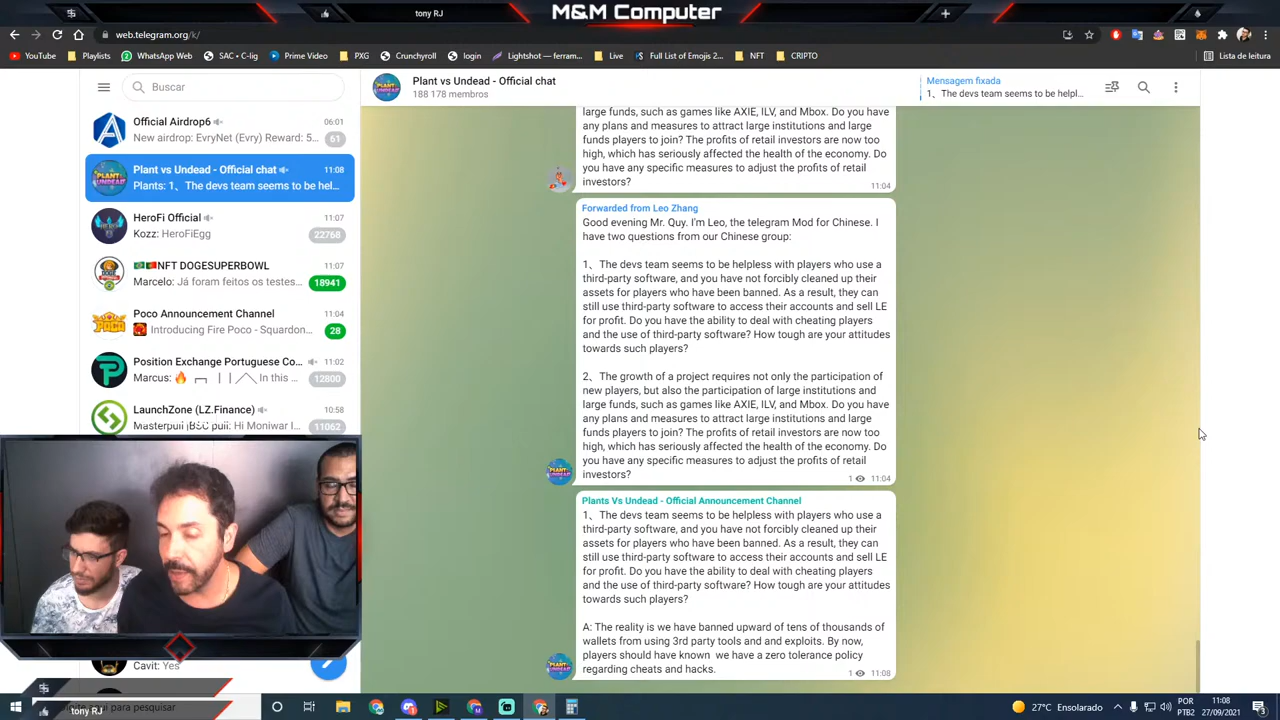 tony RJ
M&M Computer
web.telegram.org/k/
YouTube
Playlists
WhatsApp Web
SAC • C-lig
Prime Video
PXG
Crunchyroll
login
Lightshot — ferram...
Live
Full List of Emojis 2...
NFT
CRIPTO
Lista de leitura
Buscar
Official Airdrop6
06:01
New airdrop: EvryNet (Evry) Reward: 5...
61
Plant vs Undead - Official chat
11:08
Plants: 1、The devs team seems to be hel...
HeroFi Official
11:07
Kozz: HeroFiEgg
22768
NFT DOGESUPERBOWL
11:07
Marcelo: Já foram feitos os testes...
18941
Poco Announcement Channel
11:04
Introducing Fire Poco - Squardon...
28
Position Exchange Portuguese Co...
11:02
Marcus: In this ...
12800
LaunchZone (LZ.Finance)
10:58
11062
Cavit: Yes
Plant vs Undead - Official chat
188 178 membros
Mensagem fixada
1、The devs team seems to be helpl...
large funds, such as games like AXIE, ILV, and Mbox. Do you have
any plans and measures to attract large institutions and large
funds players to join? The profits of retail investors are now too
high, which has seriously affected the health of the economy. Do
you have any specific measures to adjust the profits of retail
investors?
11:04
Forwarded from Leo Zhang
Good evening Mr. Quy. I'm Leo, the telegram Mod for Chinese. I
have two questions from our Chinese group:
1、The devs team seems to be helpless with players who use a
third-party software, and you have not forcibly cleaned up their
assets for players who have been banned. As a result, they can
still use third-party software to access their accounts and sell LE
for profit. Do you have the ability to deal with cheating players
and the use of third-party software? How tough are your attitudes
towards such players?
2、The growth of a project requires not only the participation of
new players, but also the participation of large institutions and
large funds, such as games like AXIE, ILV, and Mbox. Do you have
any plans and measures to attract large institutions and large
funds players to join? The profits of retail investors are now too
high, which has seriously affected the health of the economy. Do
you have any specific measures to adjust the profits of retail
investors?
1 11:04
Plants Vs Undead - Official Announcement Channel
1、The devs team seems to be helpless with players who use a
third-party software, and you have not forcibly cleaned up their
assets for players who have been banned. As a result, they can
still use third-party software to access their accounts and sell LE
for profit. Do you have the ability to deal with cheating players
and the use of third-party software? How tough are your attitudes
towards such players?
A: The reality is we have banned upward of tens of thousands of
wallets from using 3rd party tools and and exploits. By now,
players should have known we have a zero tolerance policy
regarding cheats and hacks.
1 11:08
aqui para pesquisar
tony RJ
27°C Ensolarado
POR
PTB2
11:08
27/09/2021